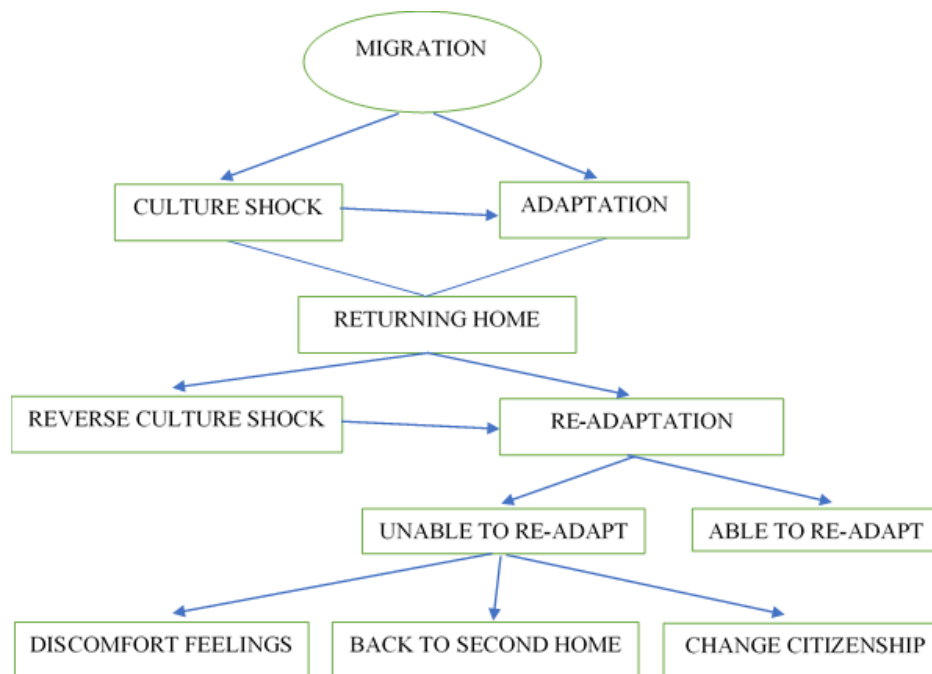 MIGRATION
CULTURE SHOCK
ADAPTATION
RETURNING HOME
REVERSE CULTURE SHOCK
RE-ADAPTATION
UNABLE TO RE-ADAPT
ABLE TO RE-ADAPT
DISCOMFORT FEELINGS
BACK TO SECOND HOME
CHANGE CITIZENSHIP